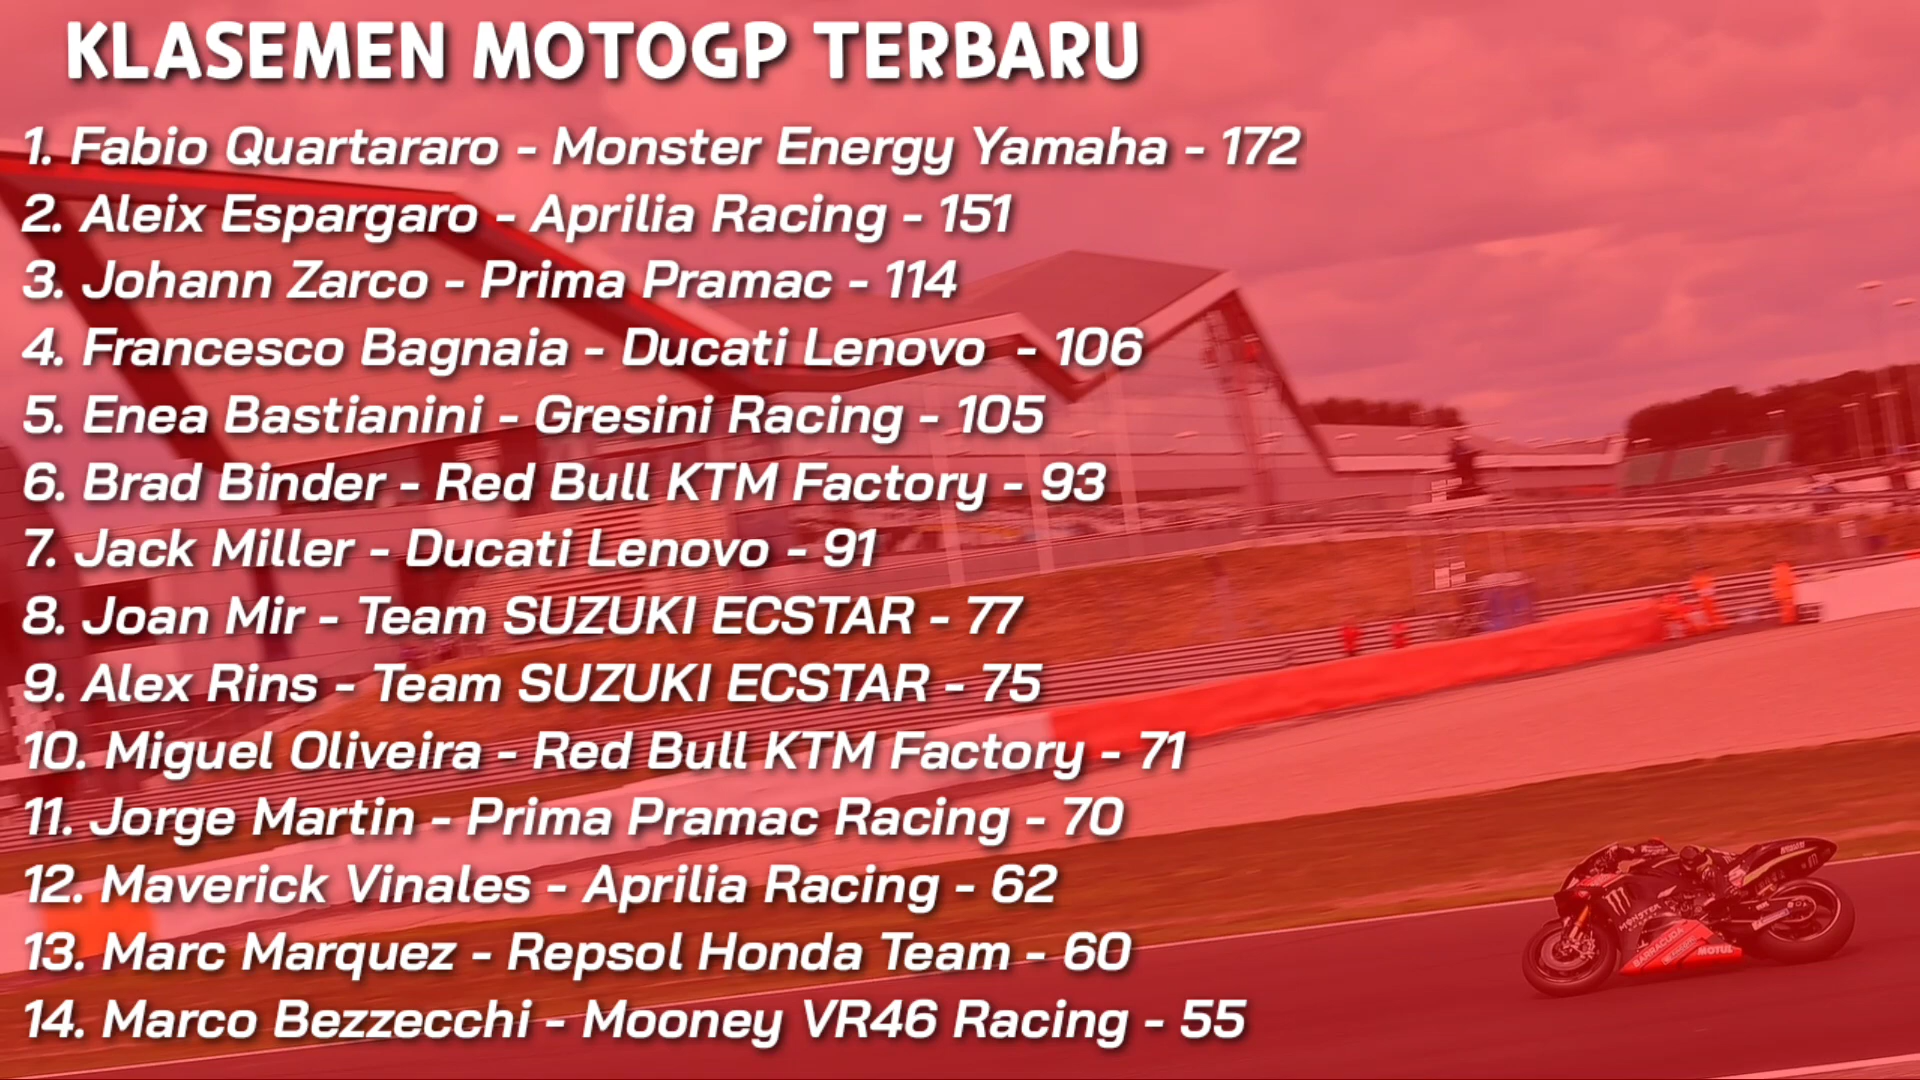 KLASEMEN MOTOGP TERBARU
1. Fabio Quartararo - Monster Energy Yamaha - 172
2. Aleix Espargaro - Aprilia Racing - 151
3. Johann Zarco - Prima Pramac - 114
4. Francesco Bagnaia - Ducati Lenovo - 106
5. Enea Bastianini - Gresini Racing - 105
6. Brad Binder - Red Bull KTM Factory - 93
7. Jack Miller - Ducati Lenovo - 91
8. Joan Mir - Team SUZUKI ECSTAR - 77
9. Alex Rins - Team SUZUKI ECSTAR - 75
10. Miguel Oliveira - Red Bull KTM Factory - 71
11. Jorge Martin - Prima Pramac Racing - 70
12. Maverick Vinales - Aprilia Racing - 62
13. Marc Marquez - Repsol Honda Team - 60
14. Marco Bezzecchi - Mooney VR46 Racing - 55
MONSTER
BARRACUDA
MOTUL